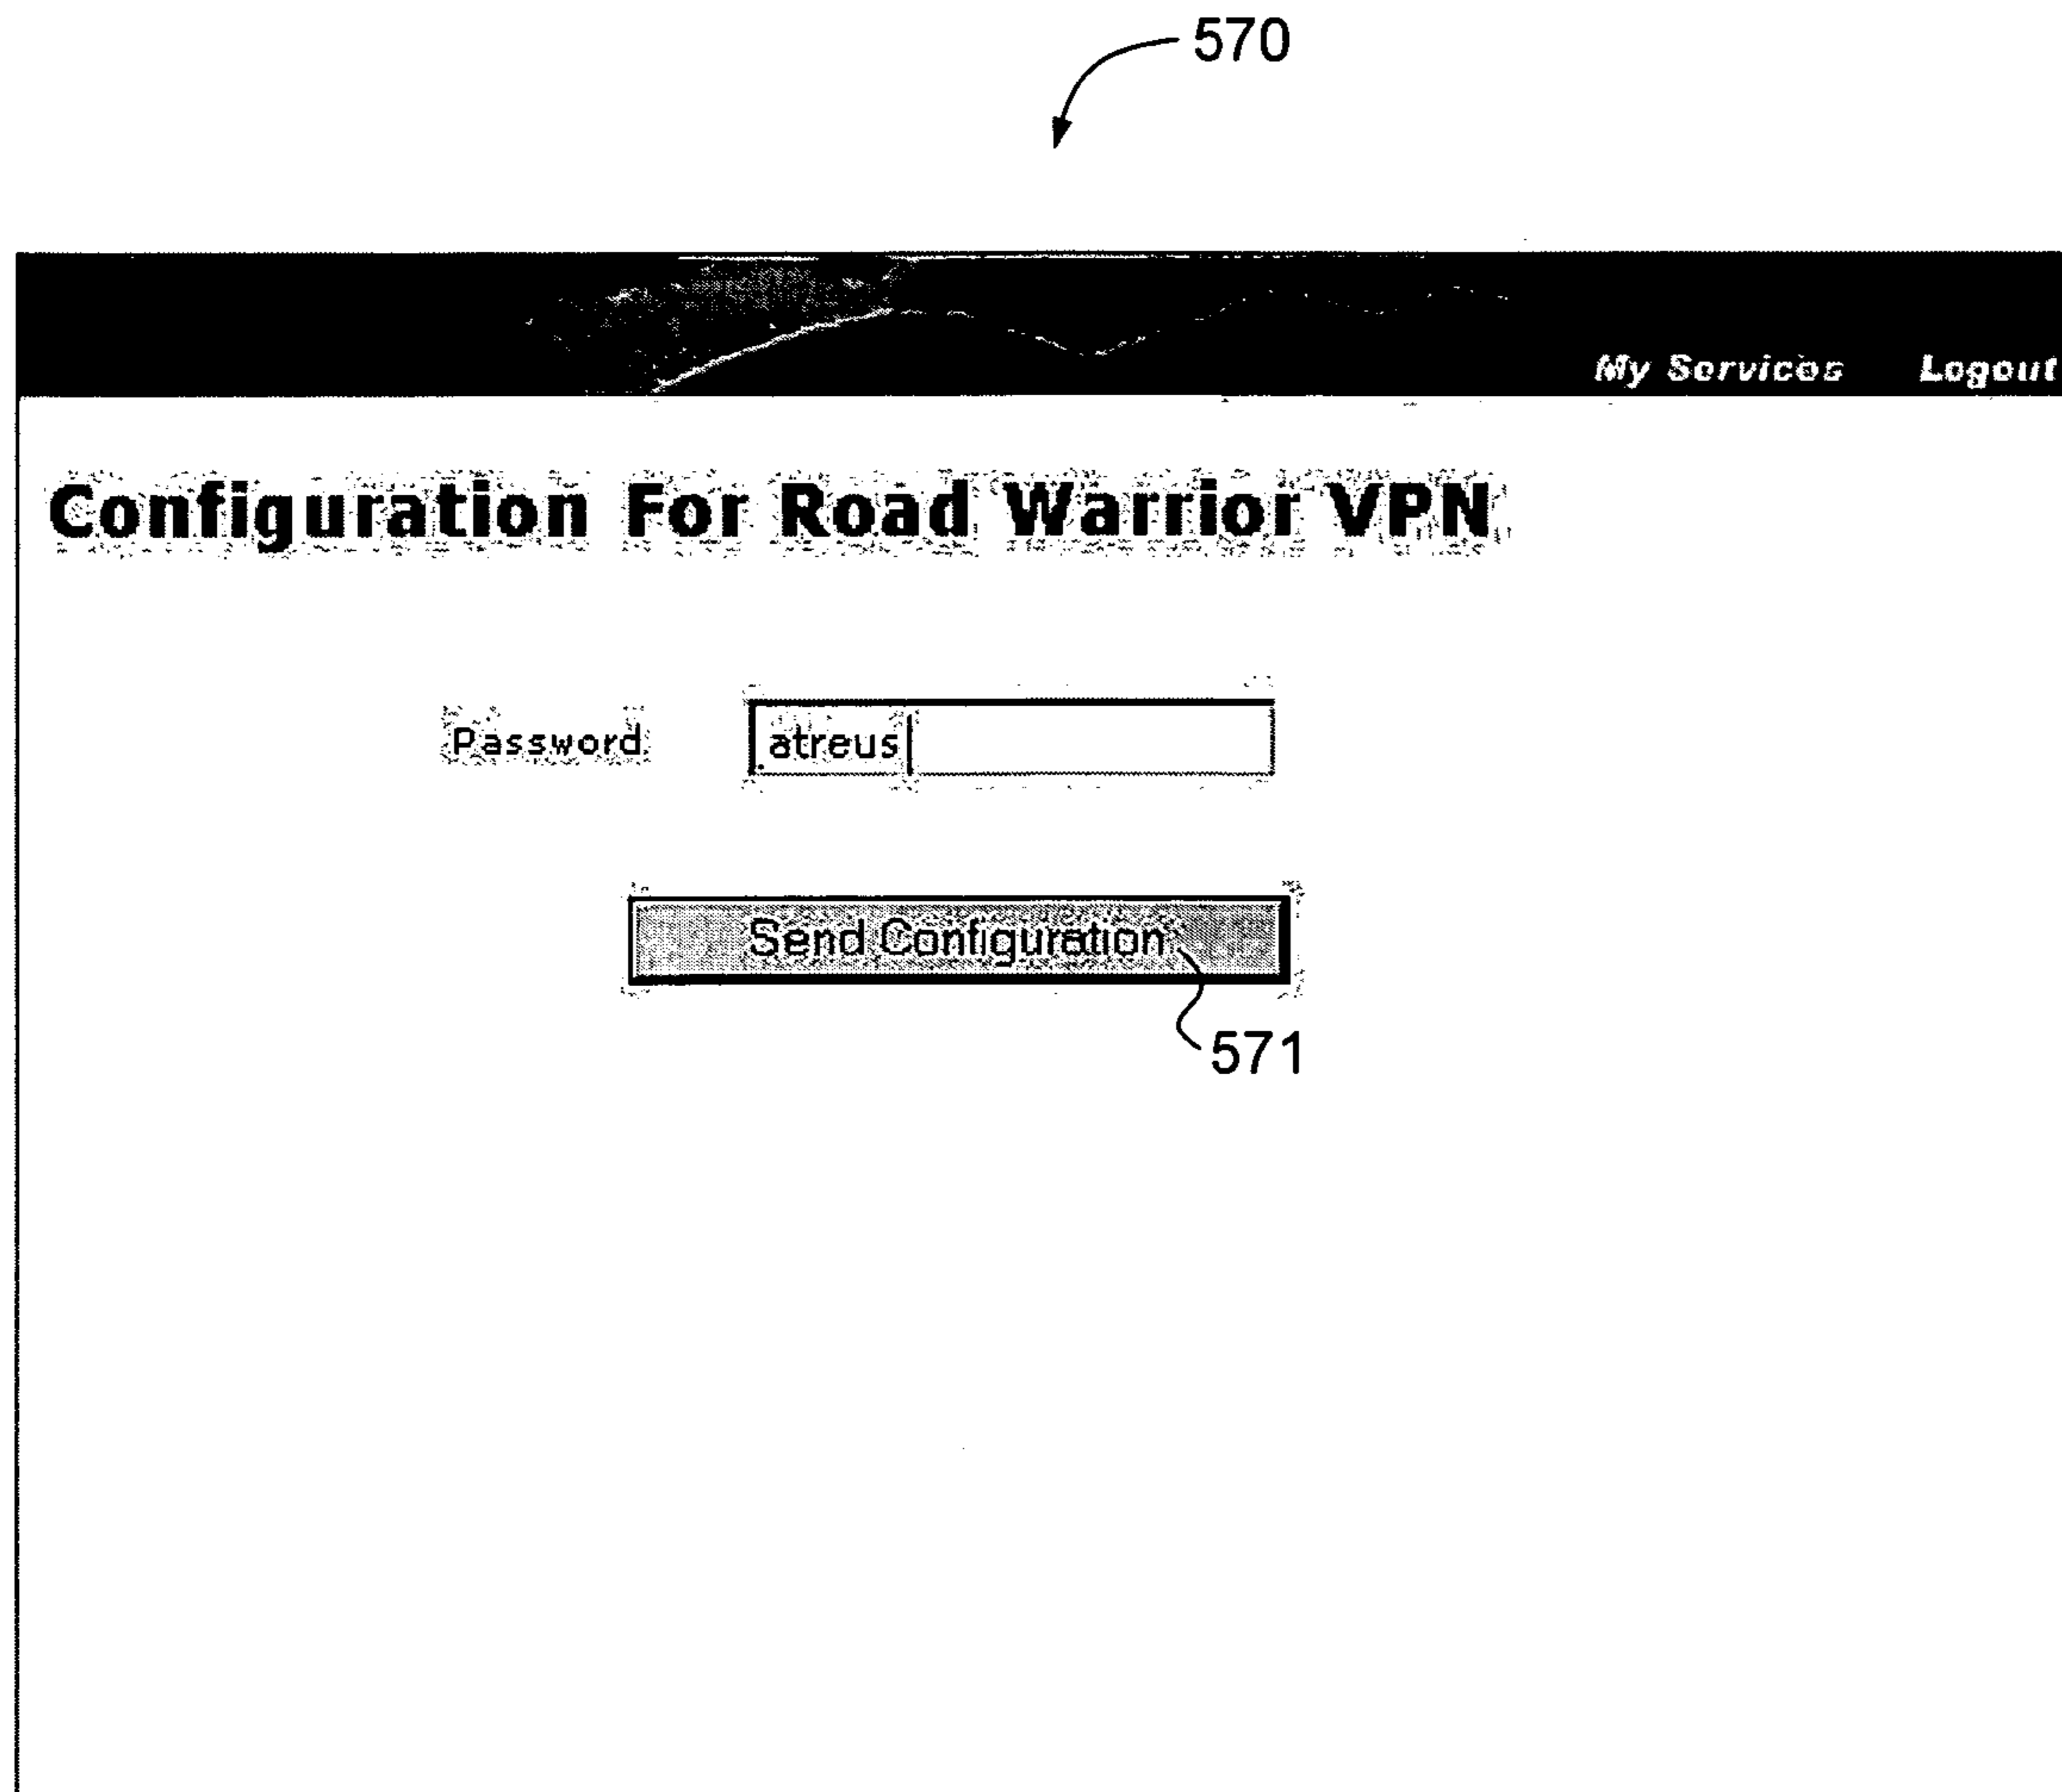 570
My Services Logout
Configuration For Road Warrior VPN
Password atreus
Send Configuration
571